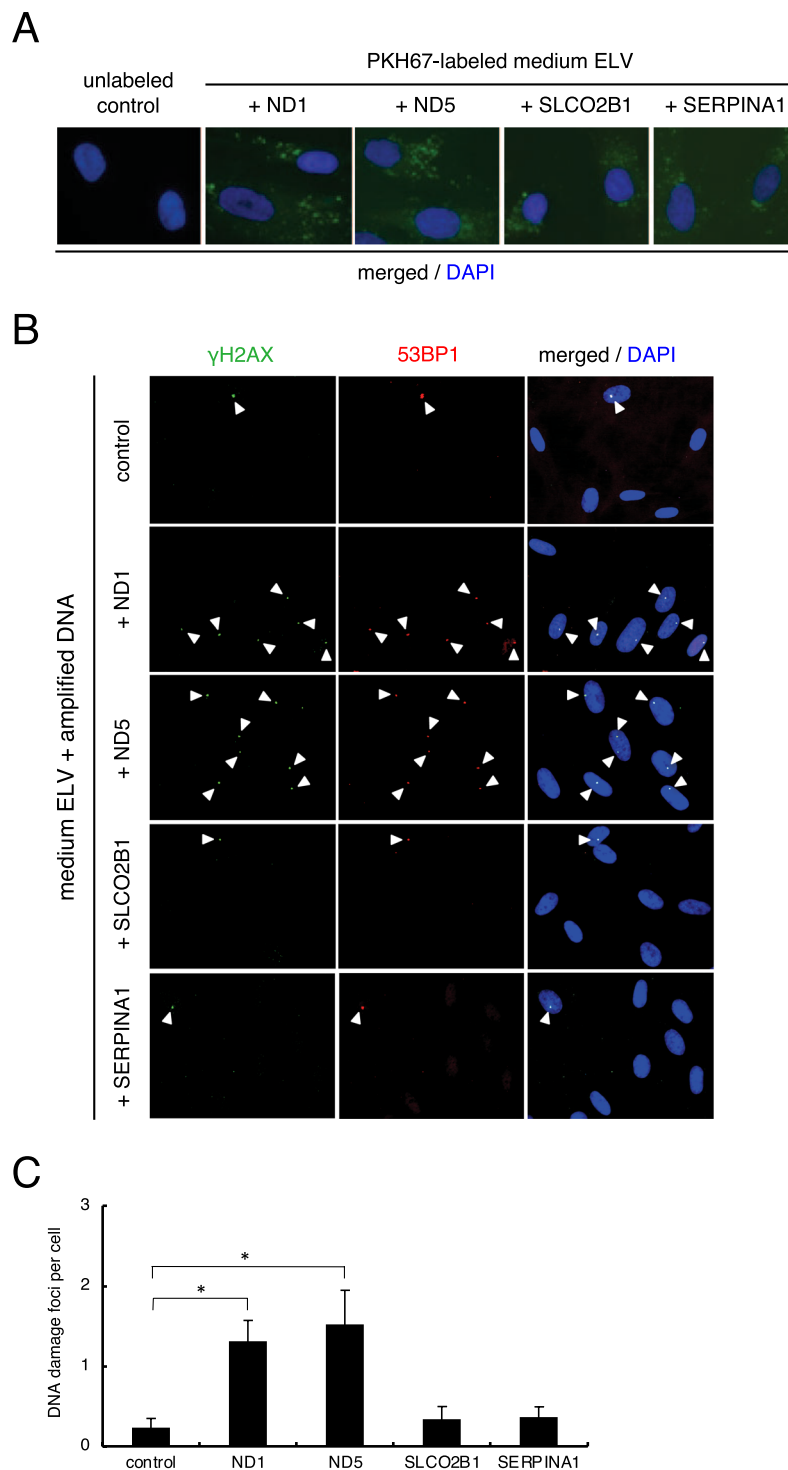 A
PKH67-labeled medium ELV
unlabeled
control
+ ND1
+ ND5
+ SLCO2B1
+ SERPINA1
merged / DAPI
B
γH2AX
53BP1
merged / DAPI
medium ELV + amplified DNA
control
+ ND1
+ ND5
+ SLCO2B1
+ SERPINA1
C
DNA damage foci per cell
3
2
1
0
*
*
control
ND1
ND5
SLCO2B1
SERPINA1